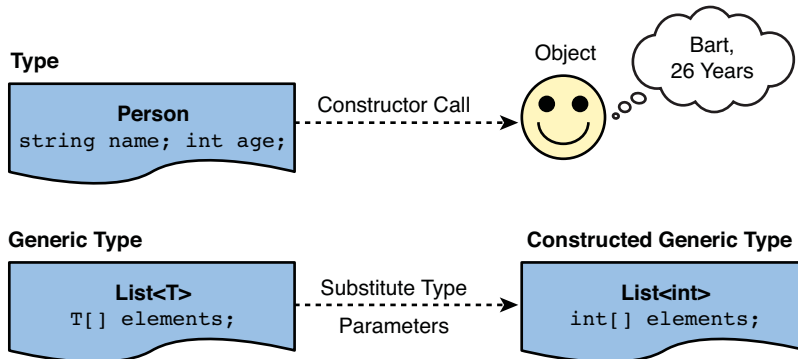 Type
Person
string name; int age;
Constructor Call
Object
Bart,
26 Years
Generic Type
List<T>
T[] elements;
Substitute Type
Parameters
Constructed Generic Type
List<int>
int[] elements;